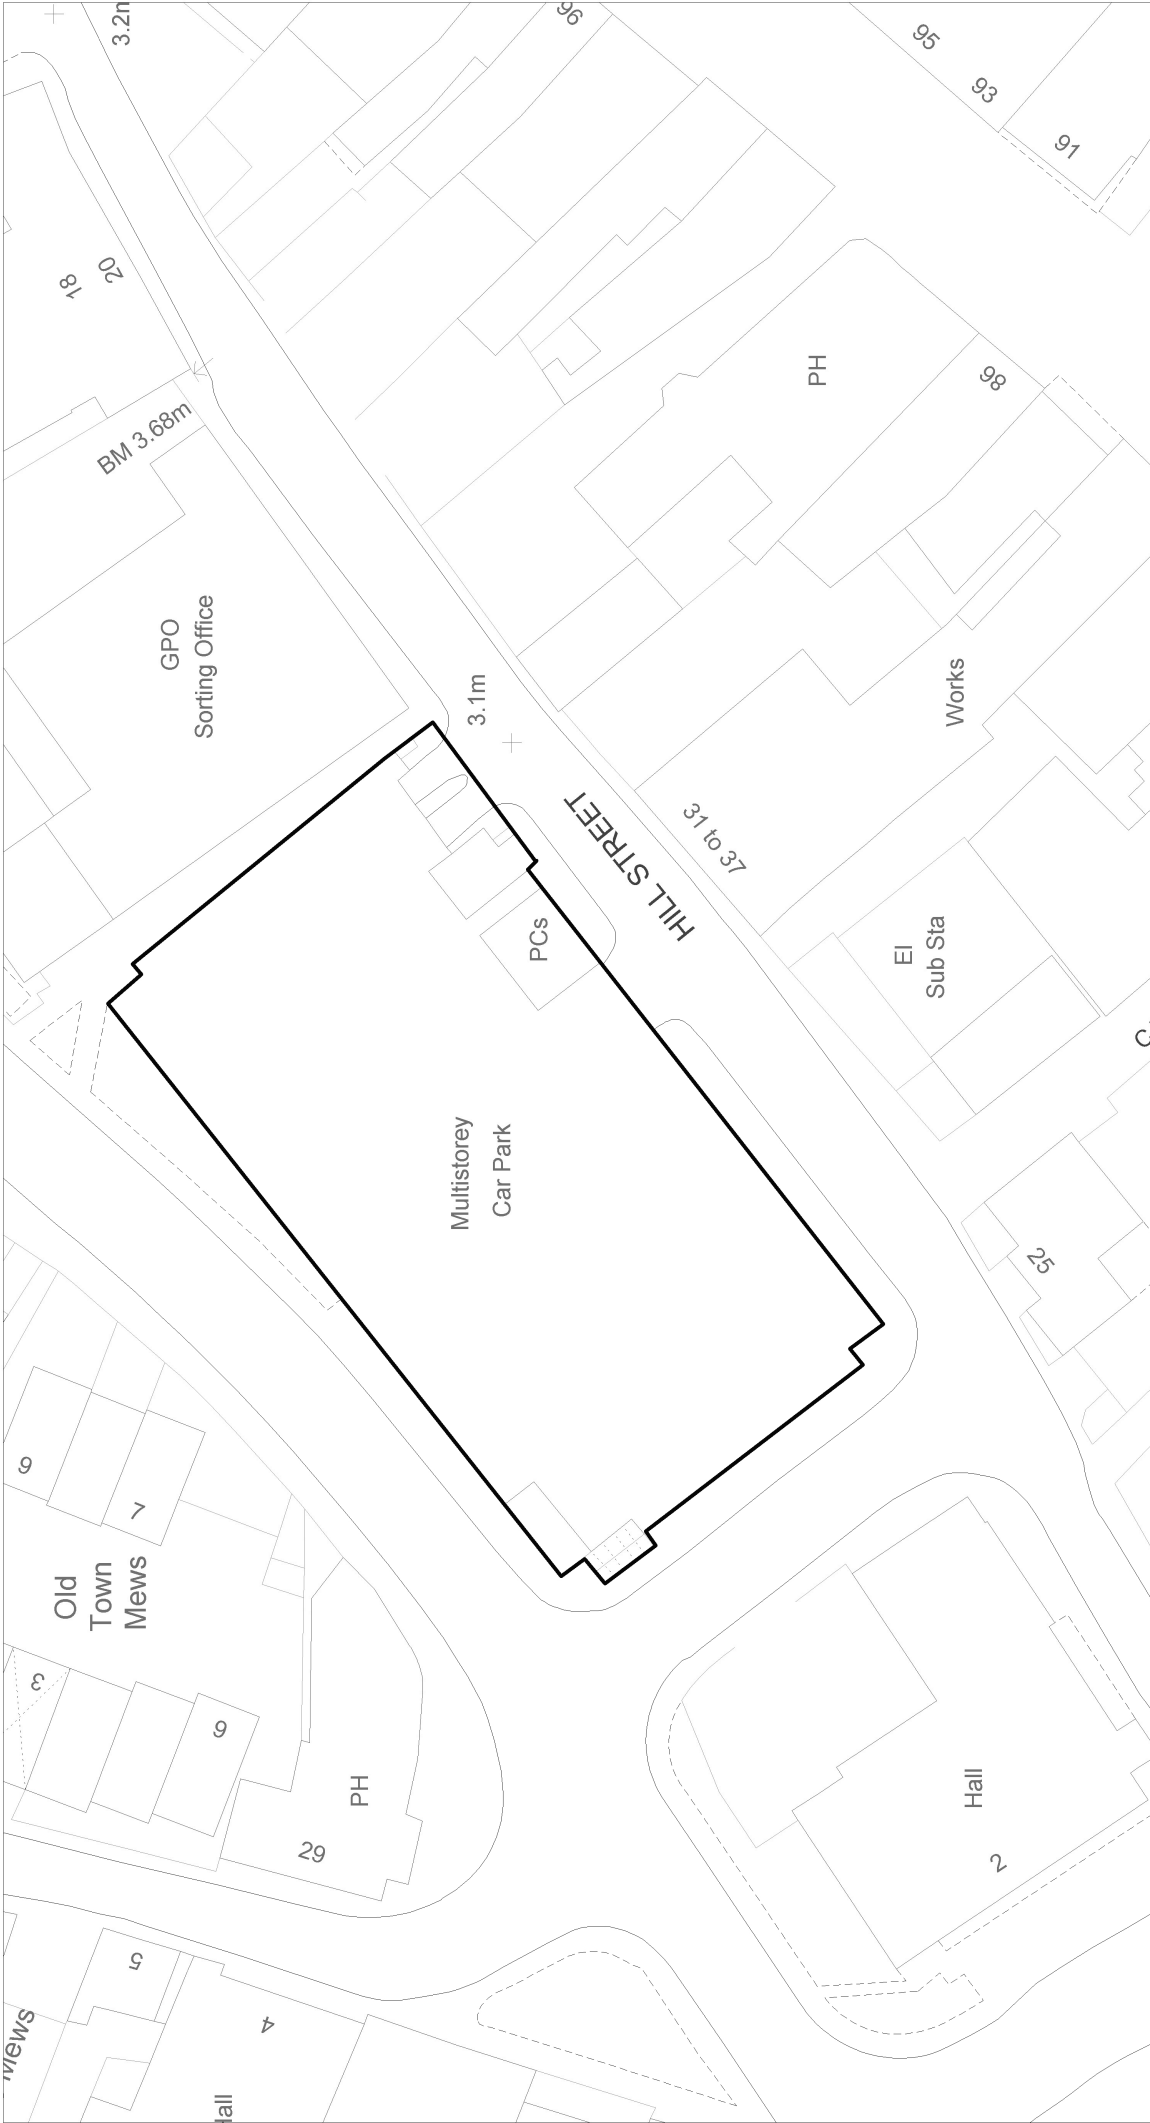 3.2m
96
95
93
91
18
20
BM 3.68m
PH
98
GPO
Sorting Office
3.1m
Works
HILL STREET
31 to 37
PCs
El
Sub Sta
Multistorey
Car Park
25
9
7
Old
Town
Mews
3
6
PH
29
Hall
2
5
4
Mews